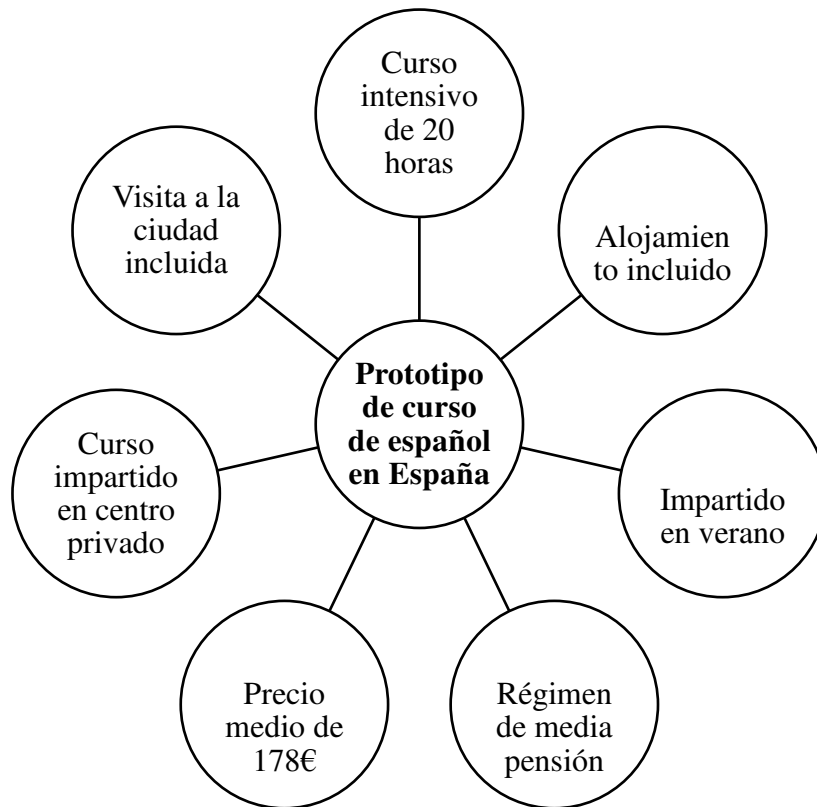 Curso
intensivo
de 20
horas
Visita a la
ciudad
incluida
Alojamien
to incluido
Prototipo
de curso
de español
en España
Curso
impartido
en centro
privado
Impartido
en verano
Precio
medio de
178€
Régimen
de media
pensión